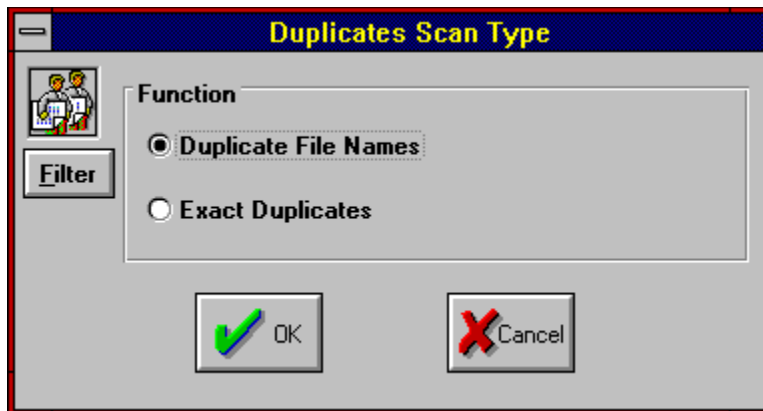 Duplicates Scan Type
Function
Duplicate File Names
Filter
Exact Duplicates
OK
Cancel